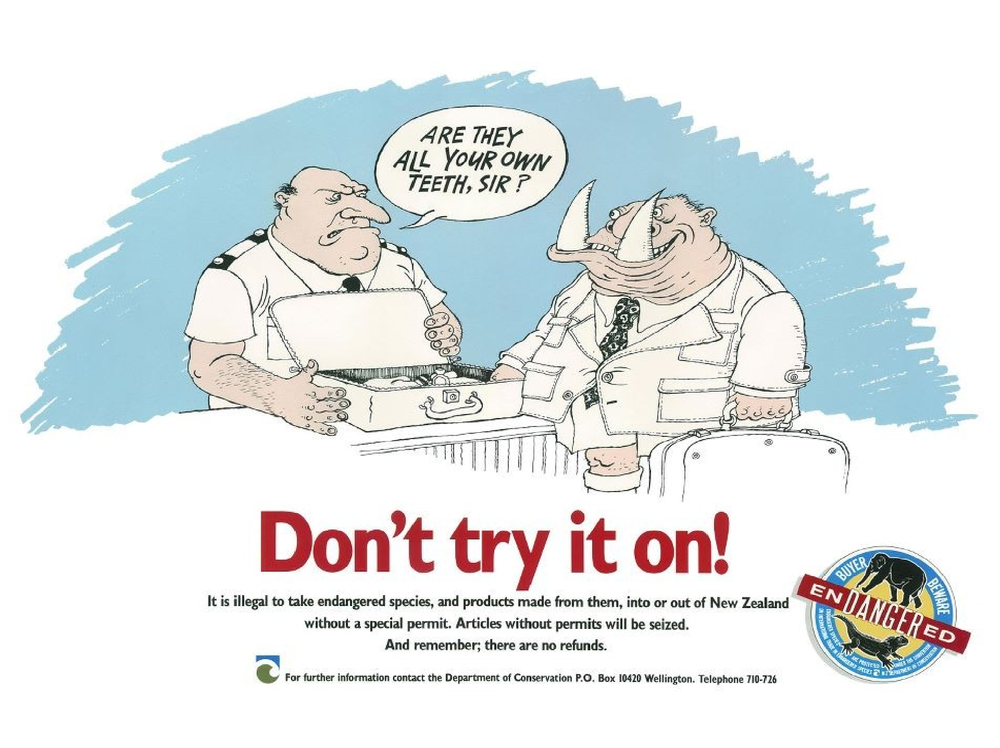 ARE THEY
ALL YOUR OWN
TEETH, SIR?
Don't try it on!
It is illegal to take endangered species, and products made from them, into or out of New Zealand
without a special permit. Articles without permits will be seized.
And remember; there are no refunds.
For further information contact the Department of Conservation P.O. Box 10420 Wellington. Telephone 710-726
BUYER BEWARE
ENDANGERED